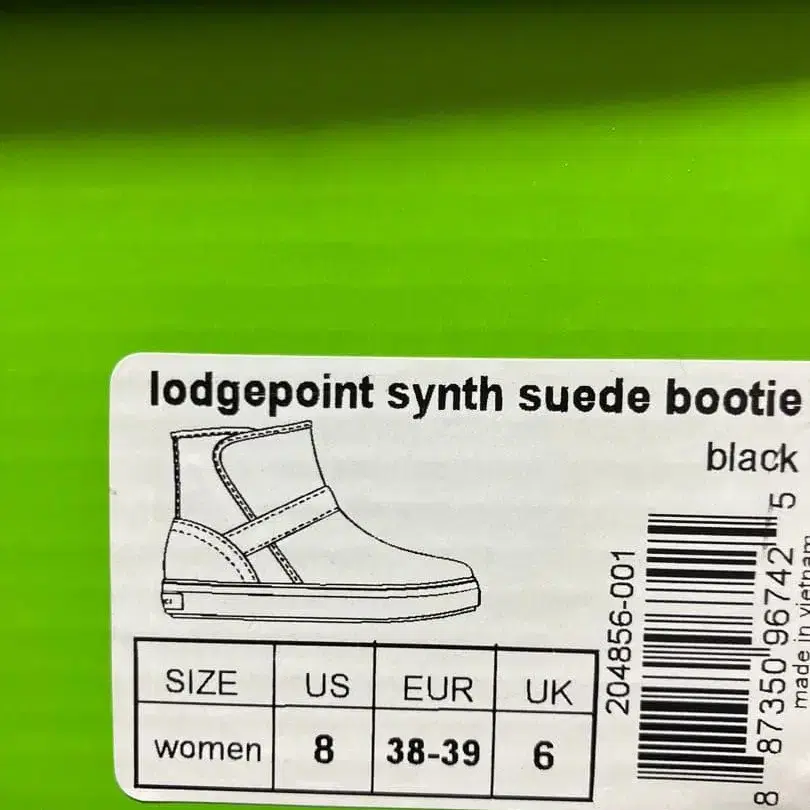 lodgepoint synth suede bootie
black
SIZE US EUR UK
women 8 38-39 6
204856-001
8 87350 96742 5
made in vietnam